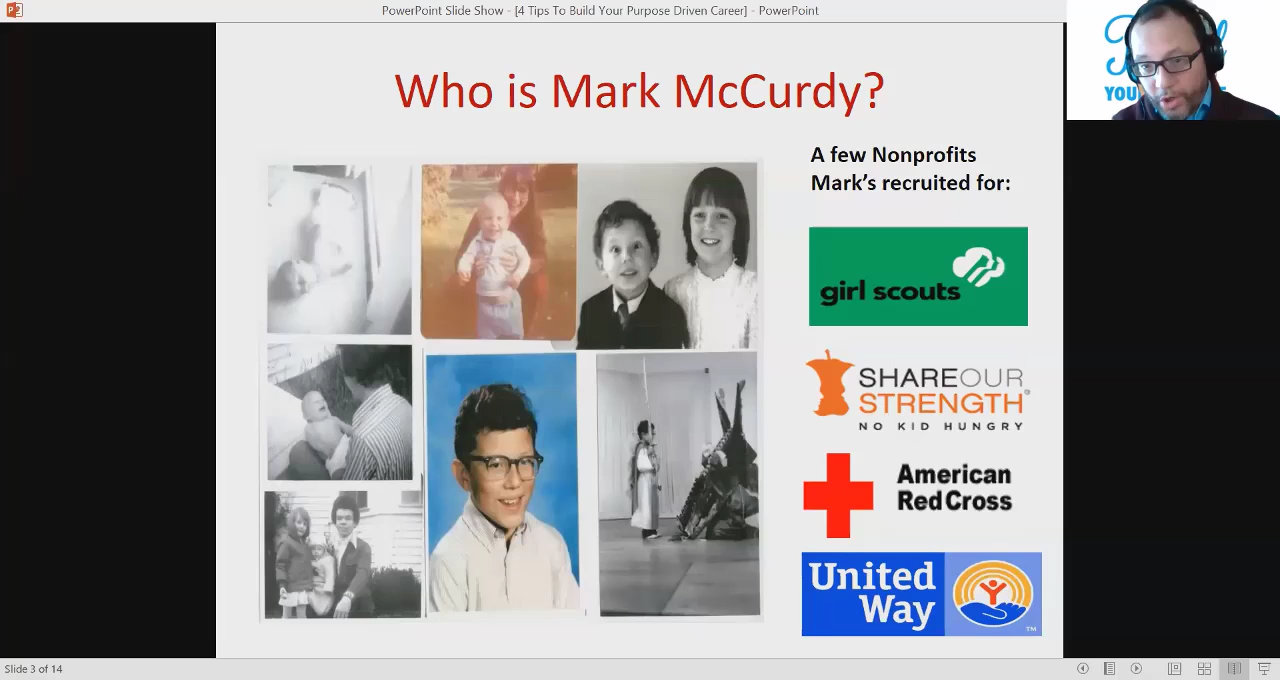 PowerPoint Slide Show - [4 Tips To Build Your Purpose Driven Career] - PowerPoint
Who is Mark McCurdy?
A few Nonprofits
Mark's recruited for:
girl scouts
SHARE OUR
STRENGTH®
NO KID HUNGRY
American
Red Cross
United
Way
TM
YOU
Slide 3 of 14